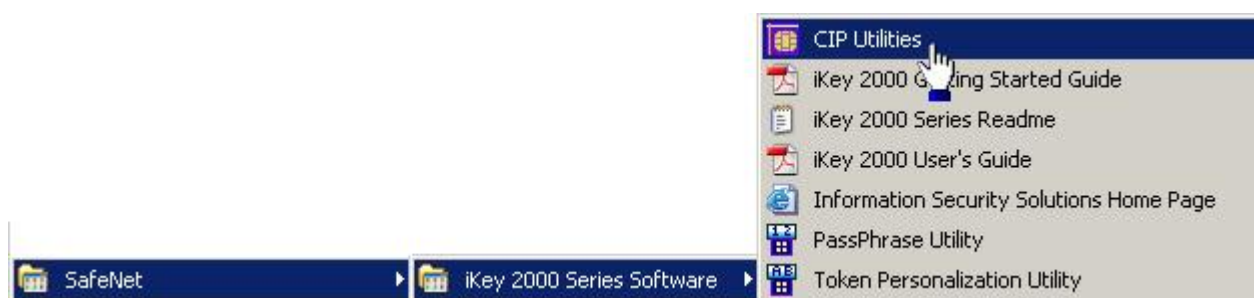 CIP Utilities
iKey 2000 Getting Started Guide
iKey 2000 Series Readme
iKey 2000 User's Guide
Information Security Solutions Home Page
PassPhrase Utility
SafeNet
iKey 2000 Series Software
Token Personalization Utility